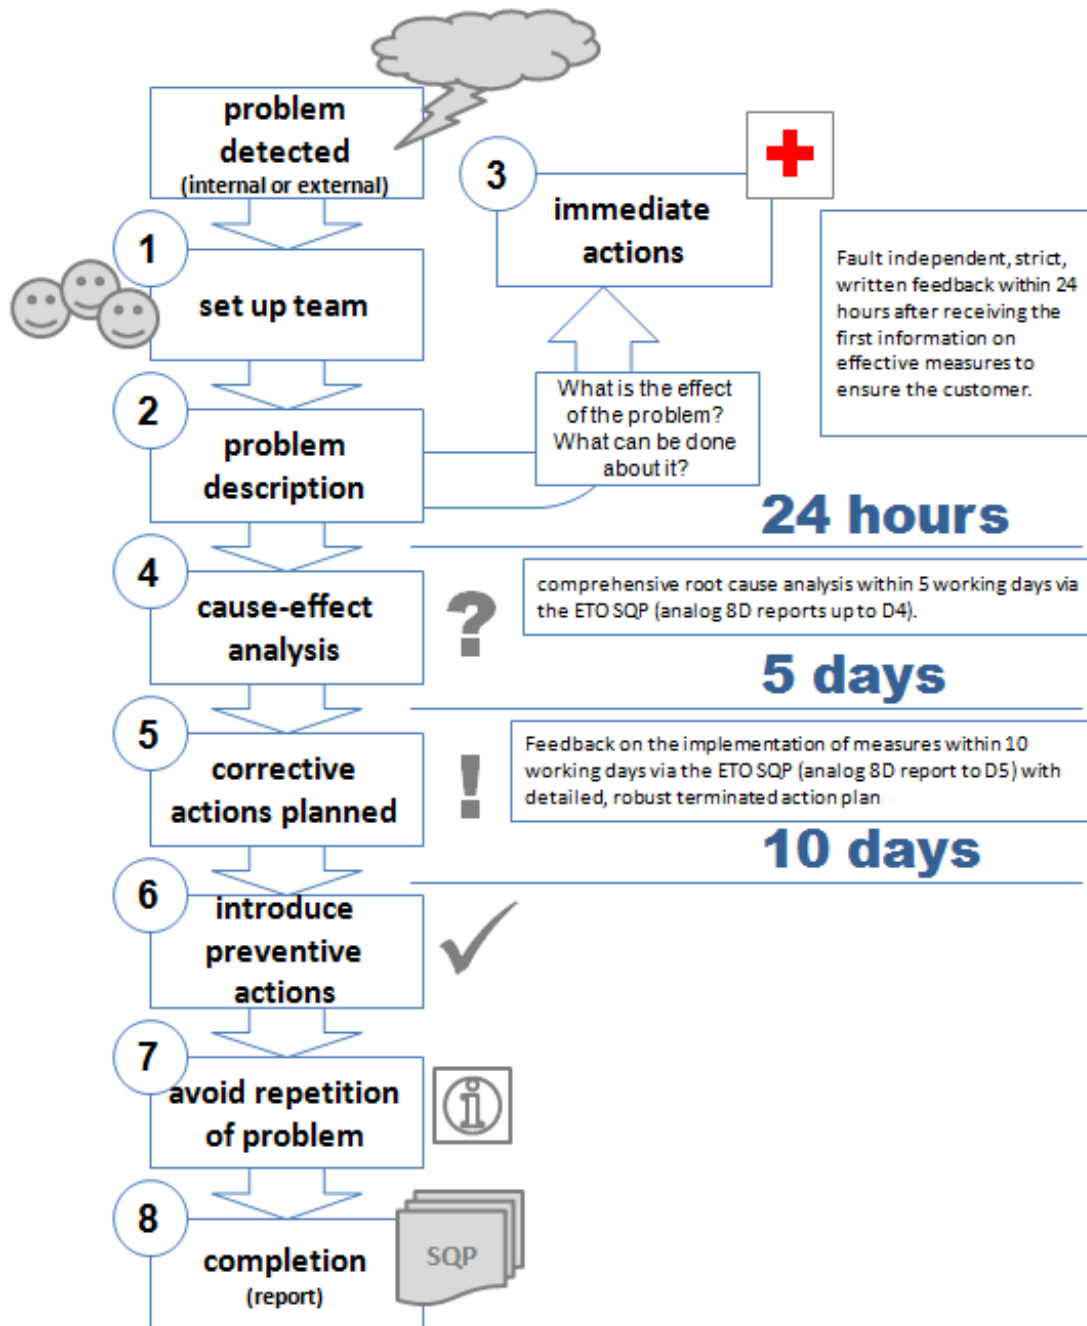 problem
detected
(internal or external)
1
set up team
2
problem
description
3
immediate
actions
What is the effect
of the problem?
What can be done
about it?
Fault independent, strict,
written feedback within 24
hours after receiving the
first information on
effective measures to
ensure the customer.
24 hours
4
cause-effect
analysis
?
comprehensive root cause analysis within 5 working days via
the ETO SQP (analog 8D reports up to D4).
5 days
5
corrective
actions planned
!
Feedback on the implementation of measures within 10
working days via the ETO SQP (analog 8D report to D5) with
detailed, robust terminated action plan
10 days
6
introduce
preventive
actions
7
avoid repetition
of problem
i
8
completion
(report)
SQP